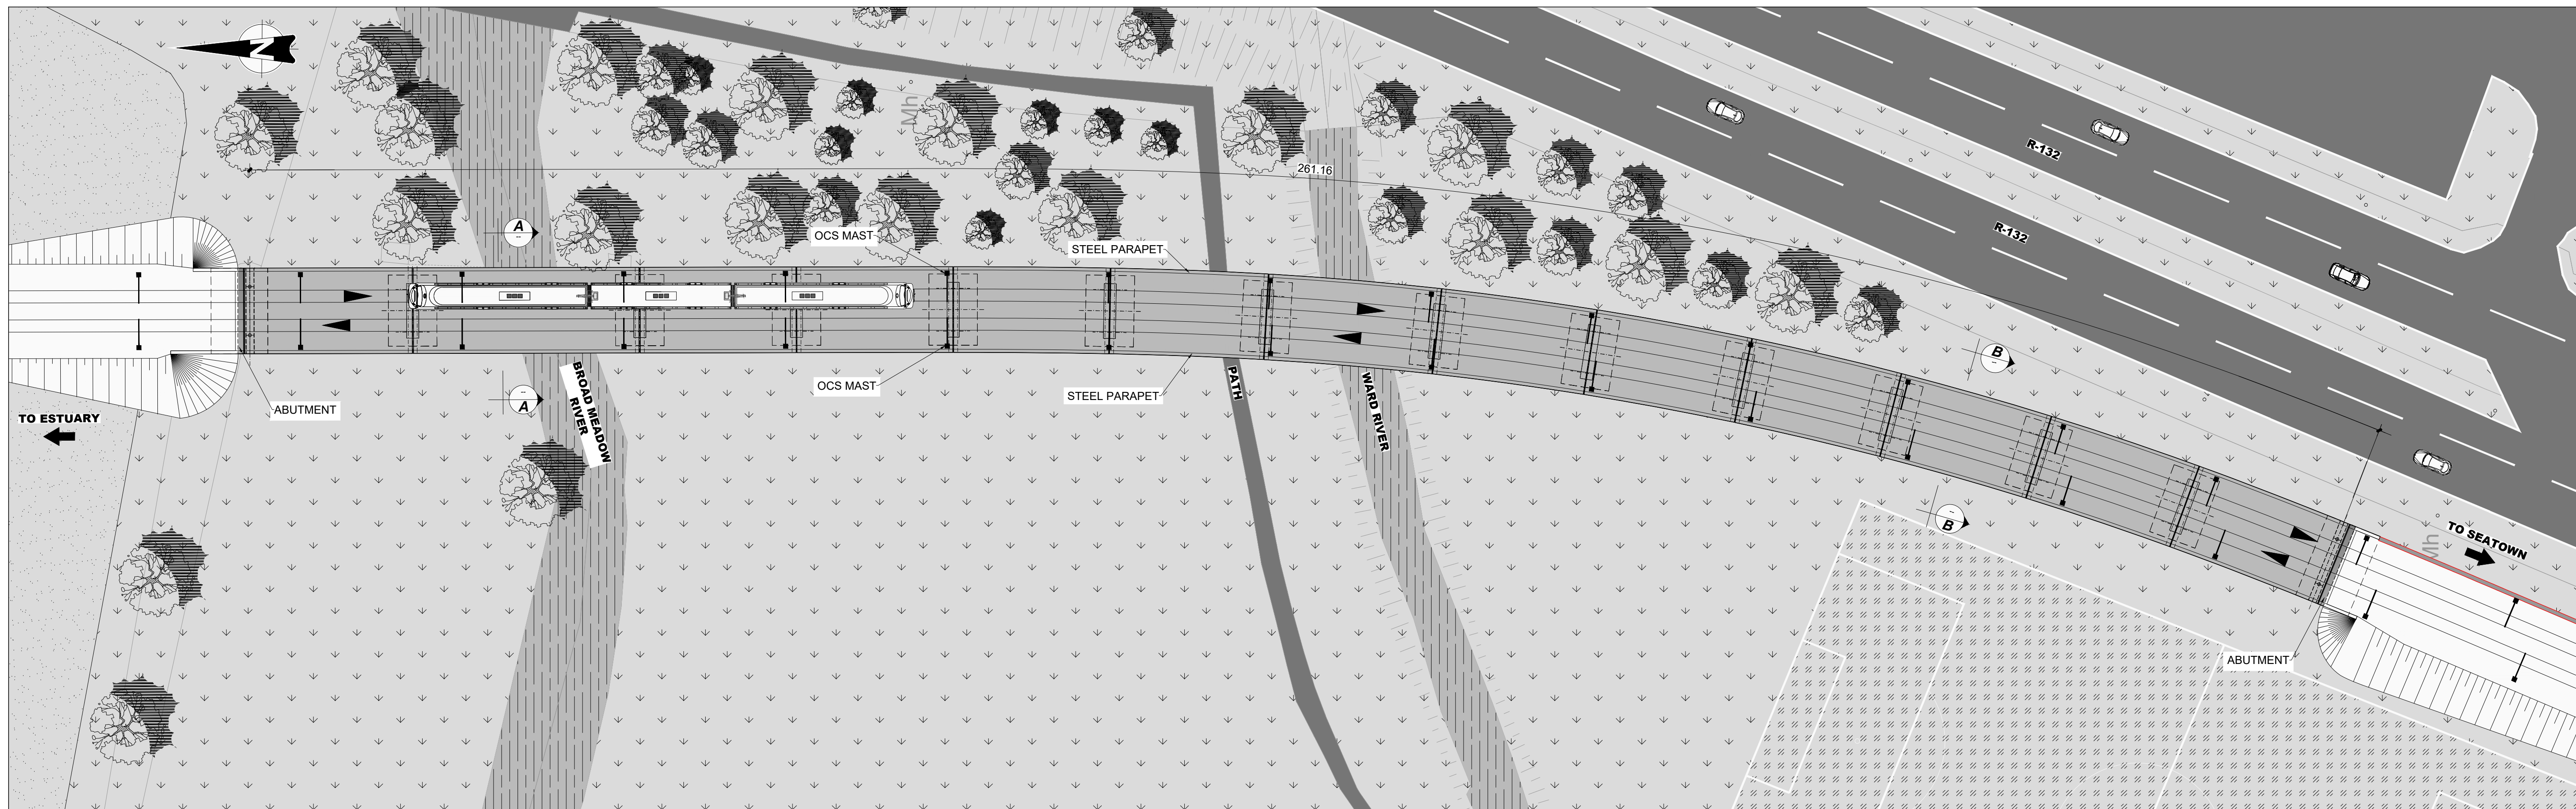 N
Mh
R-132
261.16
A
-
OCS MAST
R-132
STEEL PARAPET
B
-
OCS MAST
STEEL PARAPET
PATH
WARD RIVER
BROAD MEADOW
RIVER
-
A
ABUTMENT
TO ESTUARY
-
B
TO SEATOWN
Mh
ABUTMENT